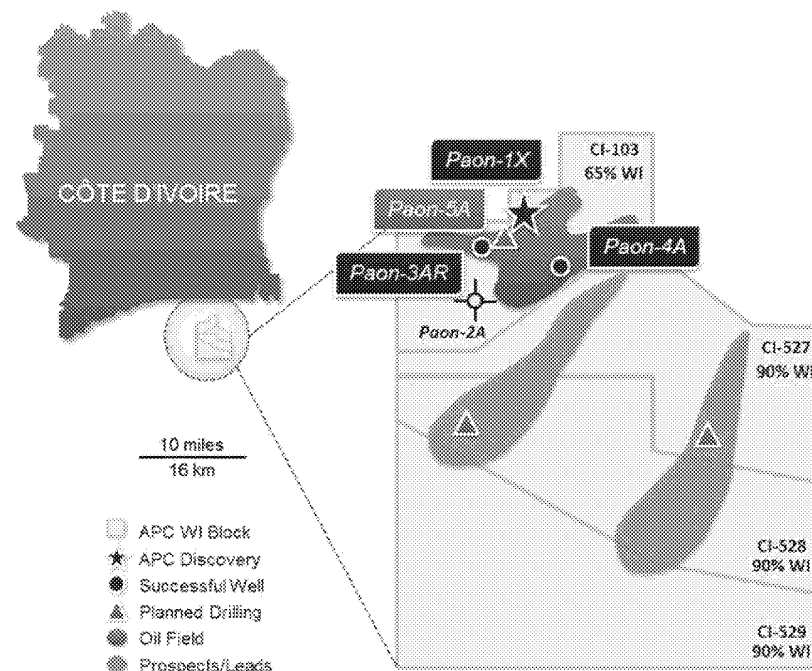 CÔTE D'IVOIRE
Paon-1X
CI-103
65% WI
Paon-5A
Paon-4A
Paon-3AR
Paon-2A
CI-527
90% WI
10 miles
16 km
APC WI Block
APC Discovery
Successful Well
Planned Drilling
Oil Field
Prospects/Leads
CI-528
90% WI
CI-529
90% WI